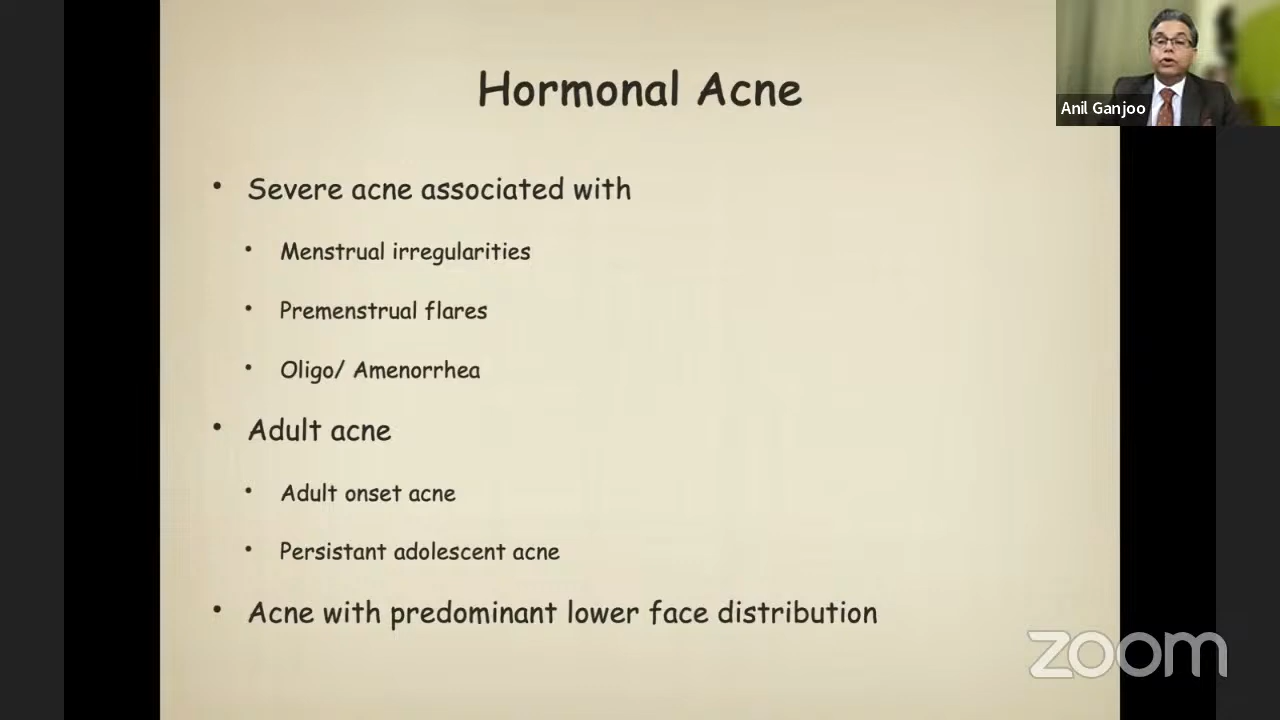 Hormonal Acne
Anil Ganjoo
• Severe acne associated with
• Menstrual irregularities
• Premenstrual flares
• Oligo/ Amenorrhea
• Adult acne
• Adult onset acne
• Persistant adolescent acne
• Acne with predominant lower face distribution
zoom